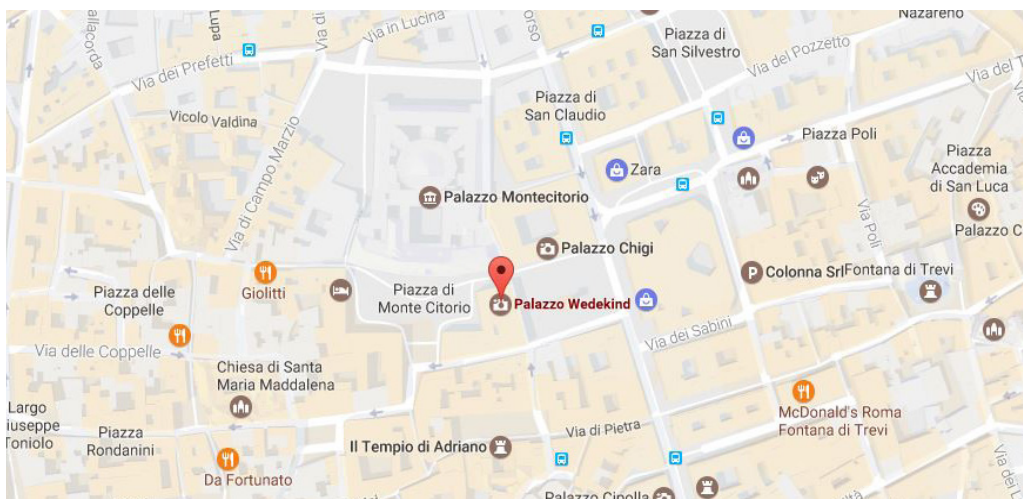 Nazareno
Via in Lucina
Lupa
Piazza di
San Silvestro
Via del Pozzetto
Via dei Prefetti
Piazza di
San Claudio
Vicolo Valdina
Piazza Poli
Piazza
Accademia
di San Luca
Zara
Palazzo Montecitorio
Via di Campo Marzio
Palazzo C
Via Poli
Palazzo Chigi
Colonna Srl
Fontana di Trevi
Giolitti
Piazza delle
Coppelle
Piazza di
Monte Citorio
Palazzo Wedekind
Via dei Sabini
Via delle Coppelle
Chiesa di Santa
Maria Maddalena
McDonald's Roma
Fontana di Trevi
Largo
iuseppe
Toniolo
Piazza
Rondanini
Via di Pietra
Il Tempio di Adriano
Da Fortunato
Palazzo Cipolla